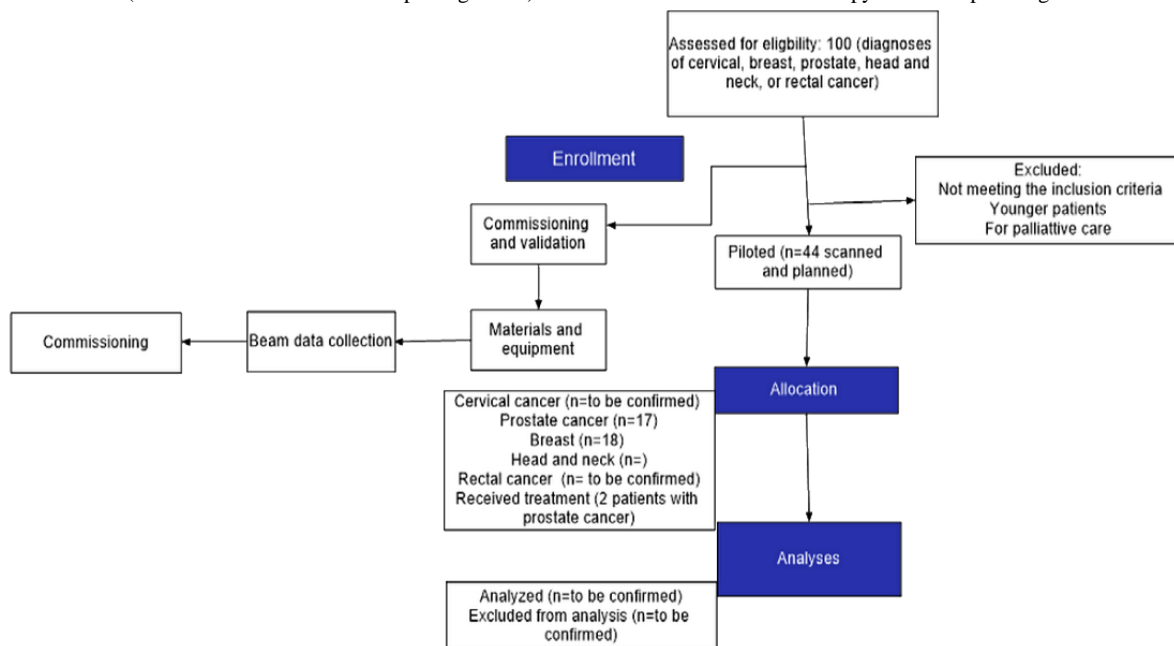 Assessed for eligbility: 100 (diagnoses
of cervical, breast, prostate, head and
neck, or rectal cancer)
Enrollment
Excluded:
Not meeting the inclusion criteria
Younger patients
For palliattive care
Commissioning
and validation
Piloted (n=44 scanned
and planned)
Commissioning
Beam data collection
Materials and
equipment
Allocation
Cervical cancer (n=to be confirmed)
Prostate cancer (n=17)
Breast (n=18)
Head and neck (n=)
Rectal cancer (n= to be confirmed)
Received treatment (2 patients with
prostate cancer)
Analyses
Analyzed (n=to be confirmed)
Excluded from analysis (n=to be
confirmed)